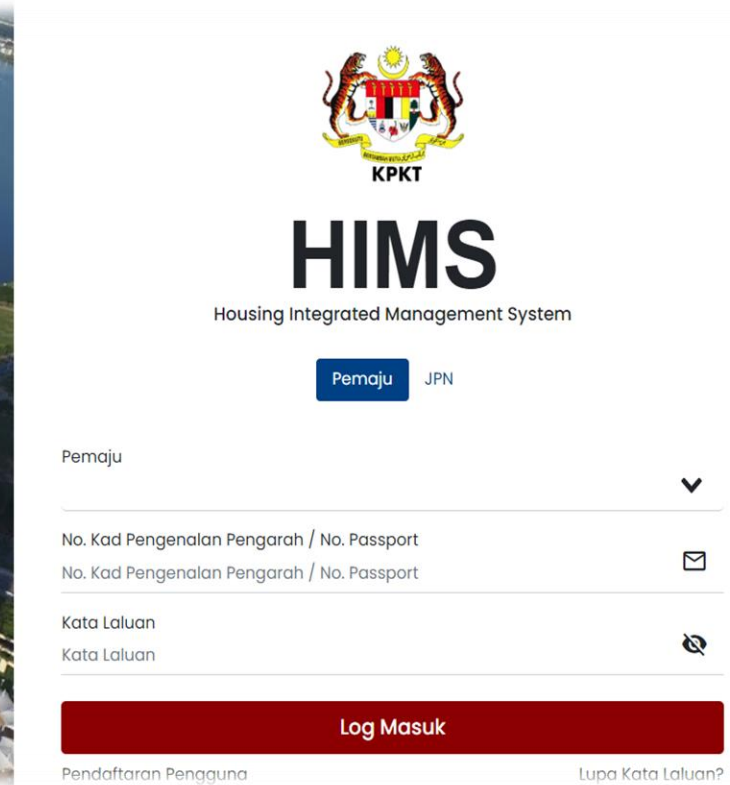 KPKT
HIMS
Housing Integrated Management System
Pemaju JPN
Pemaju
No. Kad Pengenalan Pengarah / No. Passport
No. Kad Pengenalan Pengarah / No. Passport
Kata Laluan
Kata Laluan
Log Masuk
Pendaftaran Pengguna Lupa Kata Laluan?